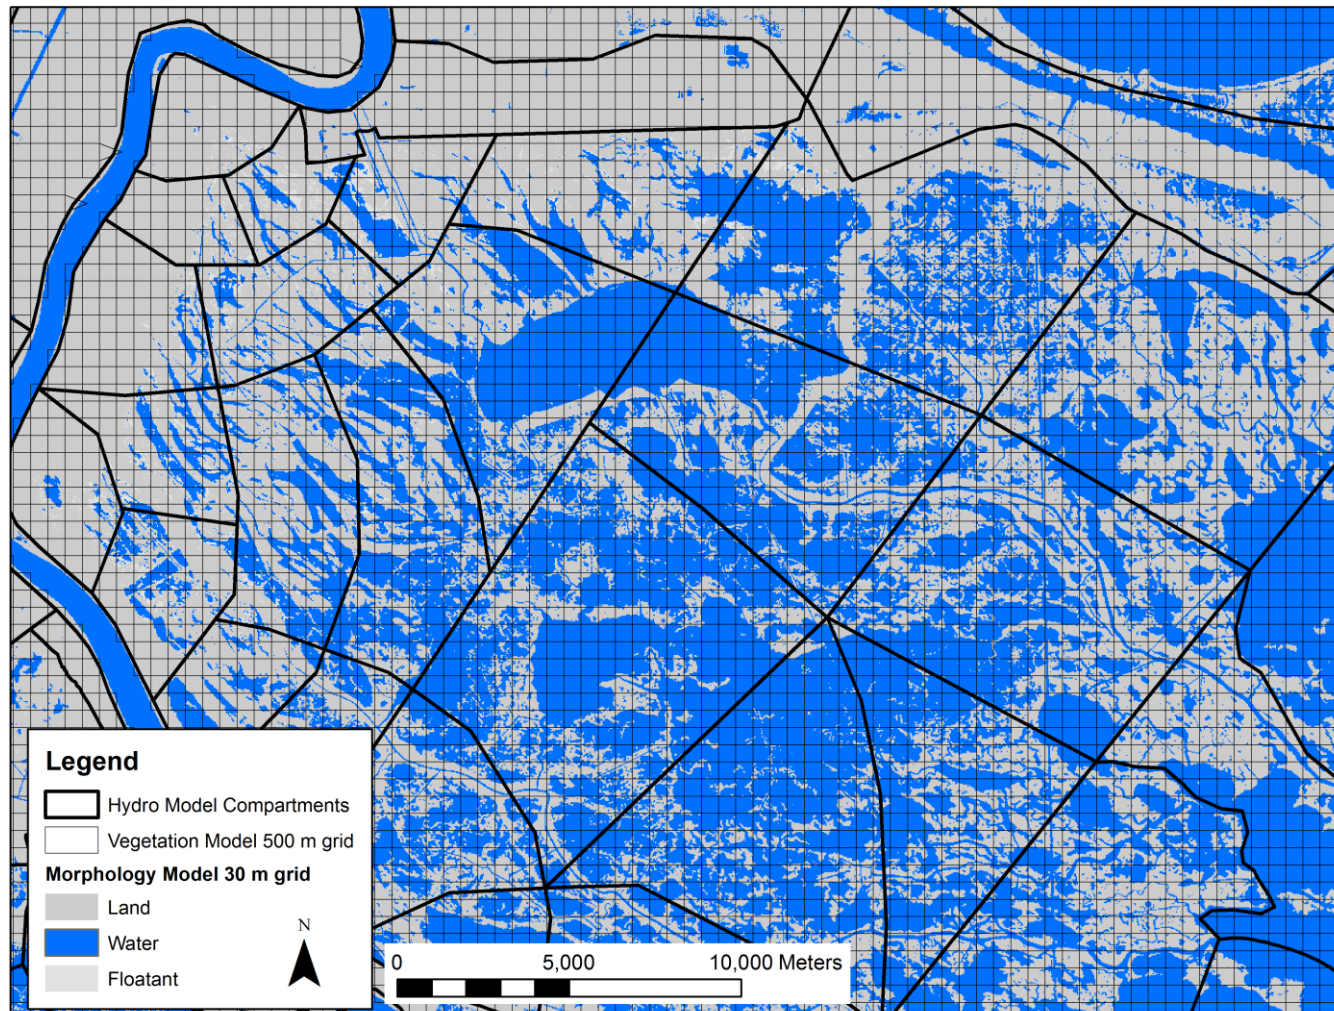 Legend
Hydro Model Compartments
Vegetation Model 500 m grid
Morphology Model 30 m grid
Land
Water
Floatant
N
0 5,000 10,000 Meters